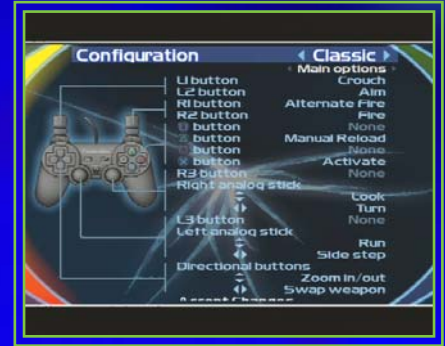 Configuration Classic
Main options
L1 button Crouch
L2 button Aim
R1 button Alternate Fire
R2 button Fire
button None
button Manual Reload
button None
button Activate
R3 button None
Right analog stick
Look
Turn
L3 button None
Left analog stick
Run
Side step
Directional buttons
Zoom in/out
Swap weapon
Accept Changes